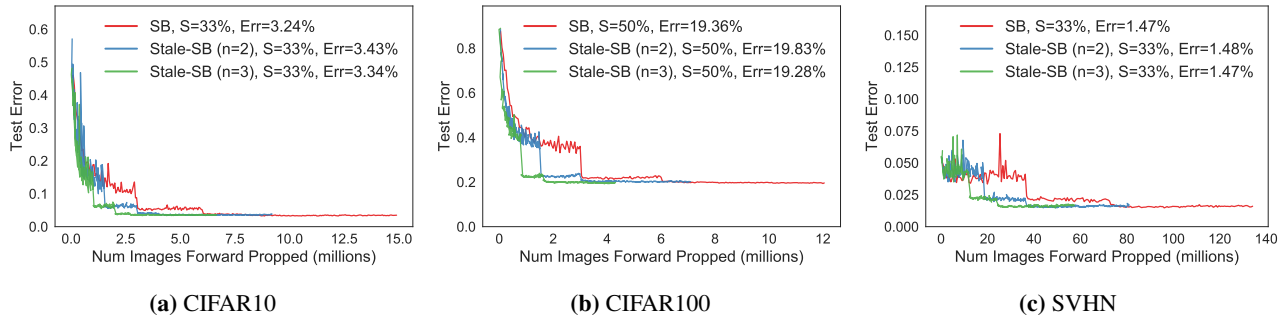 SB, S=33%, Err=3.24%
Stale-SB (n=2), S=33%, Err=3.43%
Stale-SB (n=3), S=33%, Err=3.34%
Test Error
0.6
0.5
0.4
0.3
0.2
0.1
0.0
0.0 2.5 5.0 7.5 10.0 12.5 15.0
Num Images Forward Propped (millions)
(a) CIFAR10
SB, S=50%, Err=19.36%
Stale-SB (n=2), S=50%, Err=19.83%
Stale-SB (n=3), S=50%, Err=19.28%
Test Error
0.8
0.6
0.4
0.2
0.0
0 2 4 6 8 10 12
Num Images Forward Propped (millions)
(b) CIFAR100
SB, S=33%, Err=1.47%
Stale-SB (n=2), S=33%, Err=1.48%
Stale-SB (n=3), S=33%, Err=1.47%
Test Error
0.150
0.125
0.100
0.075
0.050
0.025
0.000
0 20 40 60 80 100 120 140
Num Images Forward Propped (millions)
(c) SVHN